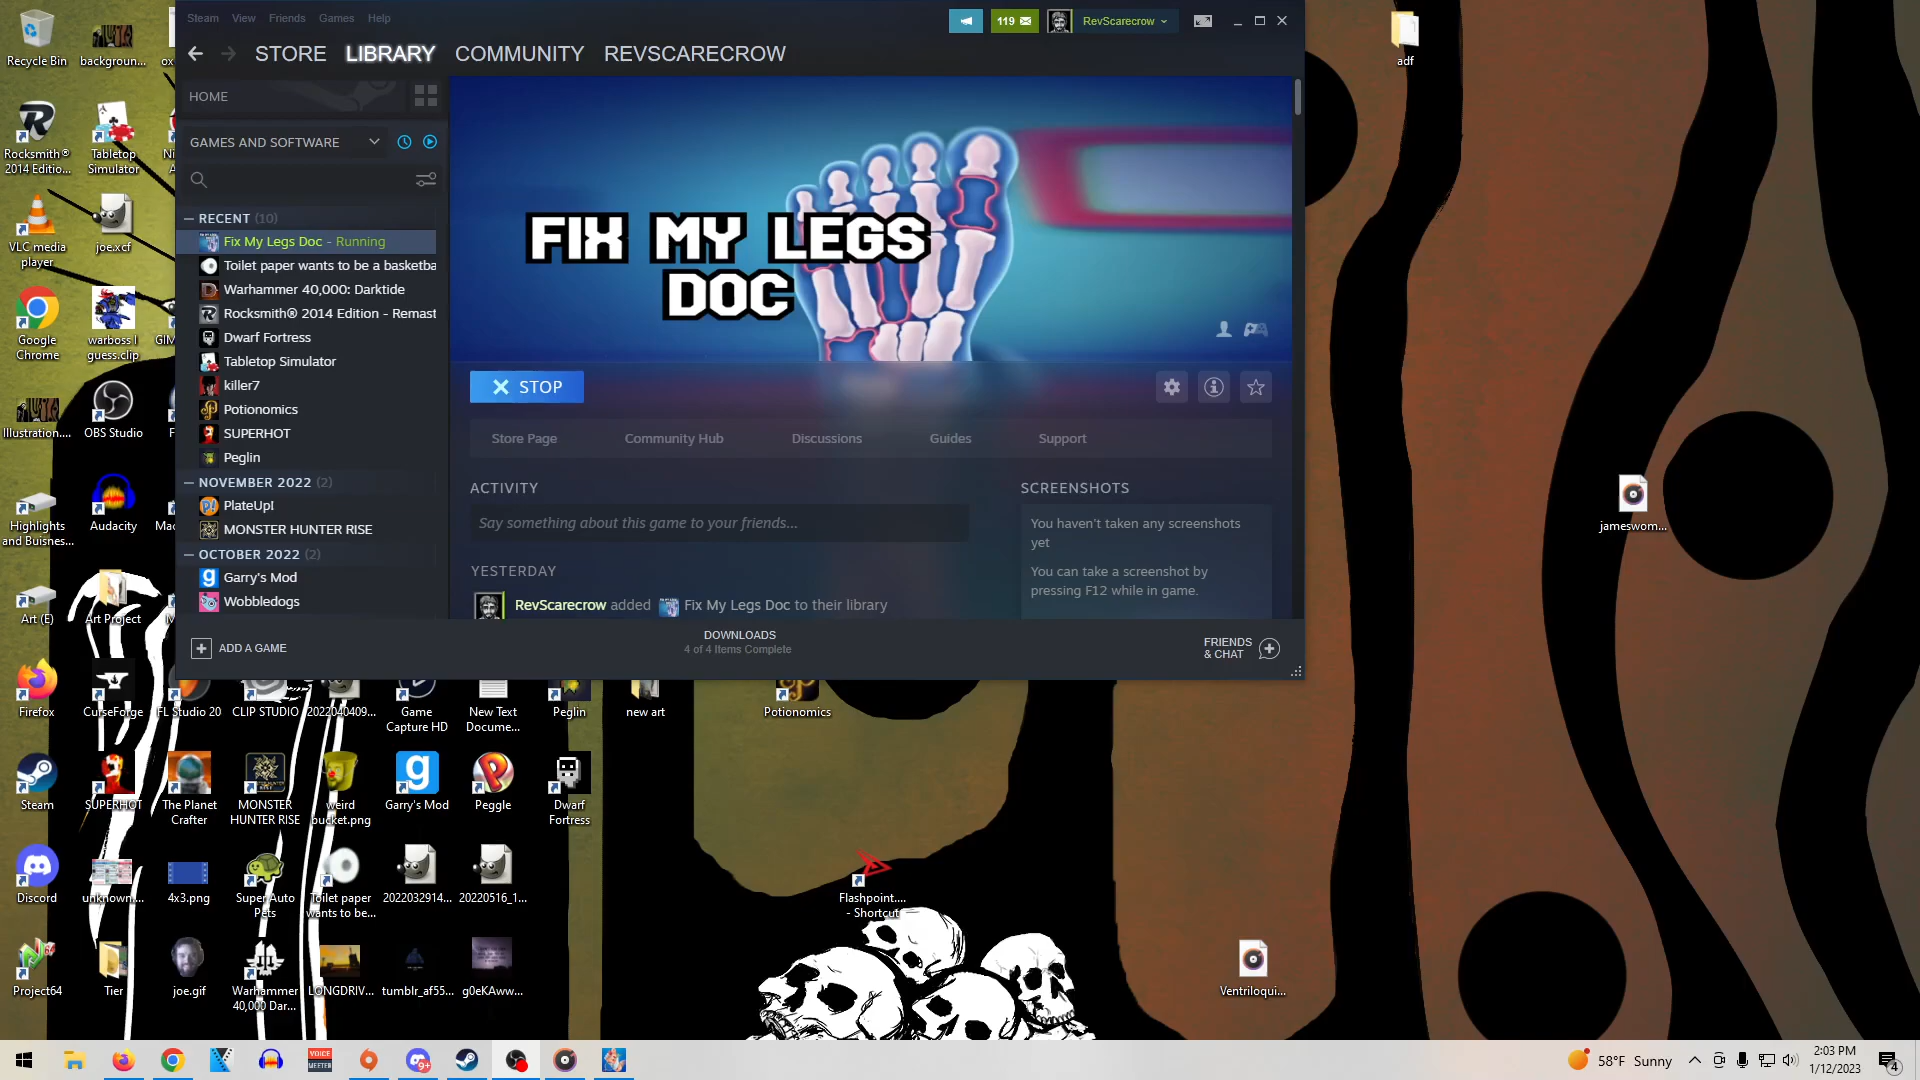 Steam View Friends Games Help
119 RevScarecrow
STORE LIBRARY COMMUNITY REVSCARECROW
HOME
GAMES AND SOFTWARE
RECENT (10)
Fix My Legs Doc - Running
Toilet paper wants to be a basketba
Warhammer 40,000: Darktide
Rocksmith® 2014 Edition - Remast
Dwarf Fortress
Tabletop Simulator
killer7
Potionomics
SUPERHOT
Peglin
NOVEMBER 2022 (2)
PlateUp!
MONSTER HUNTER RISE
OCTOBER 2022 (2)
Garry's Mod
Wobbledogs
ADD A GAME
FIX MY LEGS
DOC
STOP
Store Page Community Hub Discussions Guides Support
ACTIVITY
Say something about this game to your friends...
YESTERDAY
RevScarecrow added Fix My Legs Doc to their library
SCREENSHOTS
You haven't taken any screenshots
yet
You can take a screenshot by
pressing F12 while in game.
DOWNLOADS
4 of 4 Items Complete
FRIENDS
& CHAT
Recycle Bin
backgroun...
Rocksmith®
2014 Editio...
Tabletop
Simulator
VLC media
player
joe.xcf
Google
Chrome
warboss I
guess.clip
Illustration....
OBS Studio
Highlights
and Buisnes...
Audacity
Art (E)
Art Project
Firefox
CurseForge
FL Studio 20
CLIP STUDIO
2022040409...
Game
Capture HD
New Text
Docume...
Peglin
new art
Potionomics
Steam
SUPERHOT
The Planet
Crafter
MONSTER
HUNTER RISE
weird
bucket.png
Garry's Mod
Peggle
Dwarf
Fortress
Discord
unknown....
4x3.png
Super Auto
Pets
Toilet paper
wants to be...
2022032914...
20220516_1...
Flashpoint....
- Shortcut
Project64
Tier
joe.gif
Warhammer
40,000 Dar...
LONGDRIV...
tumblr_af55...
g0eKAww...
adf
jameswom...
Ventriloqui...
VOICE
MEETER
9+
58°F Sunny
2:03 PM
1/12/2023
4